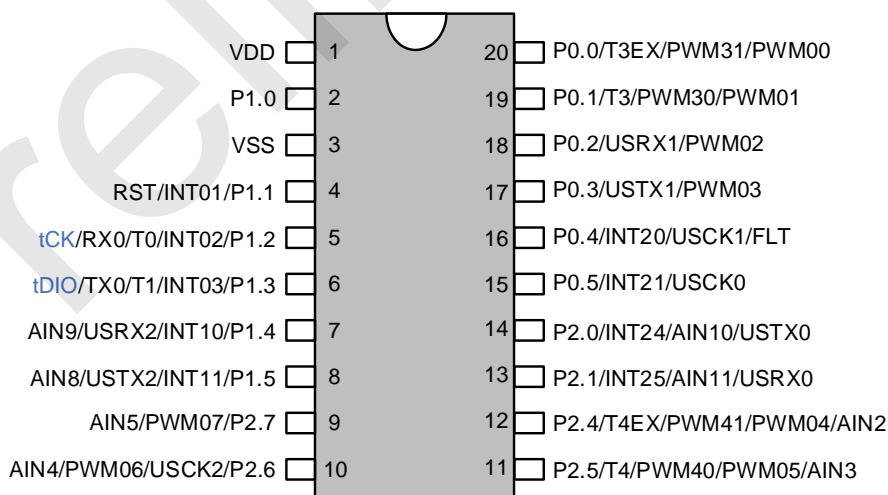 VDD 1 20 P0.0/T3EX/PWM31/PWM00
P1.0 2 19 P0.1/T3/PWM30/PWM01
VSS 3 18 P0.2/USRX1/PWM02
RST/INT01/P1.1 4 17 P0.3/USTX1/PWM03
tCK/RX0/T0/INT02/P1.2 5 16 P0.4/INT20/USCK1/FLT
tDIO/TX0/T1/INT03/P1.3 6 15 P0.5/INT21/USCK0
AIN9/USRX2/INT10/P1.4 7 14 P2.0/INT24/AIN10/USTX0
AIN8/USTX2/INT11/P1.5 8 13 P2.1/INT25/AIN11/USRX0
AIN5/PWM07/P2.7 9 12 P2.4/T4EX/PWM41/PWM04/AIN2
AIN4/PWM06/USCK2/P2.6 10 11 P2.5/T4/PWM40/PWM05/AIN3